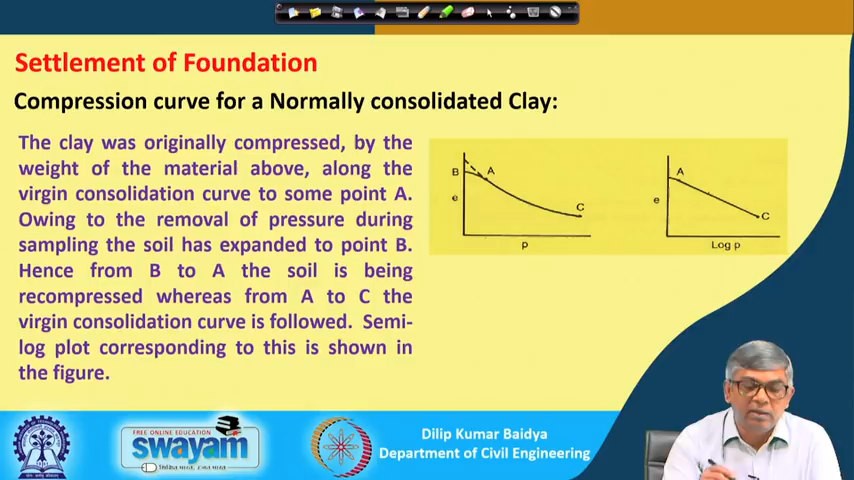 Settlement of Foundation
Compression curve for a Normally consolidated Clay:
The clay was originally compressed, by the
weight of the material above, along the
virgin consolidation curve to some point A.
Owing to the removal of pressure during
sampling the soil has expanded to point B.
Hence from B to A the soil is being
recompressed whereas from A to C the
virgin consolidation curve is followed. Semi-
log plot corresponding to this is shown in
the figure.
B
A
e
C
p
A
e
C
Log p
FREE ONLINE EDUCATION
swayam
Dilip Kumar Baidya
Department of Civil Engineering